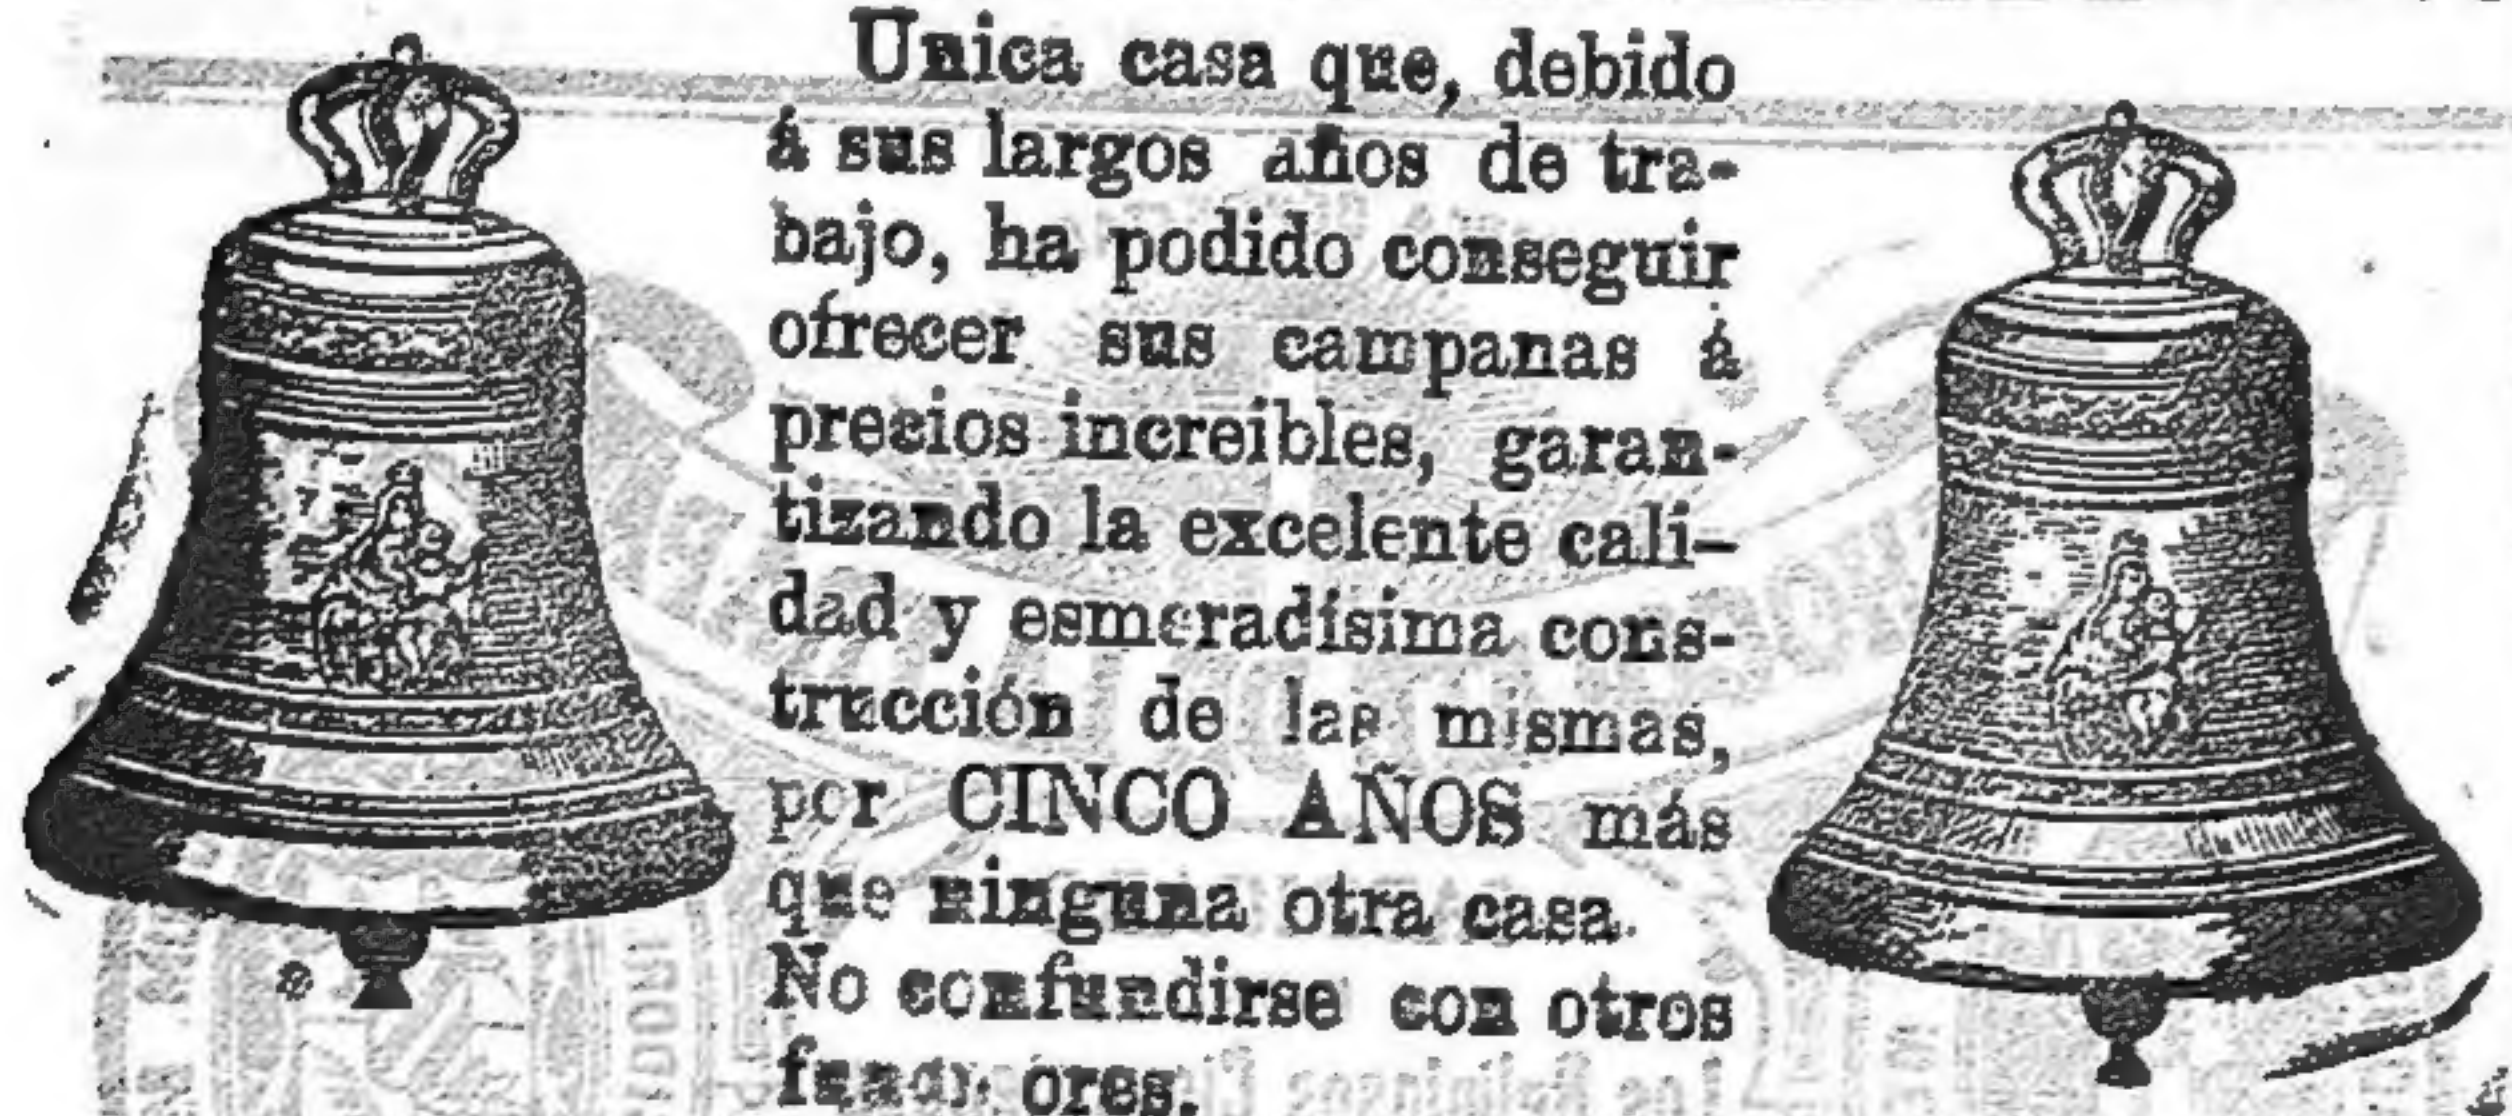 Unica casa que, debido
á sus largos años de tra-
bajo, ha podido conseguir
ofrecer sus campanas á
precios increibles, garan-
tizando la excelente cali-
dad y esmeradísima cons-
trucción de las mismas,
por CINCO AÑOS más
que ninguna otra casa.
No confundirse con otros